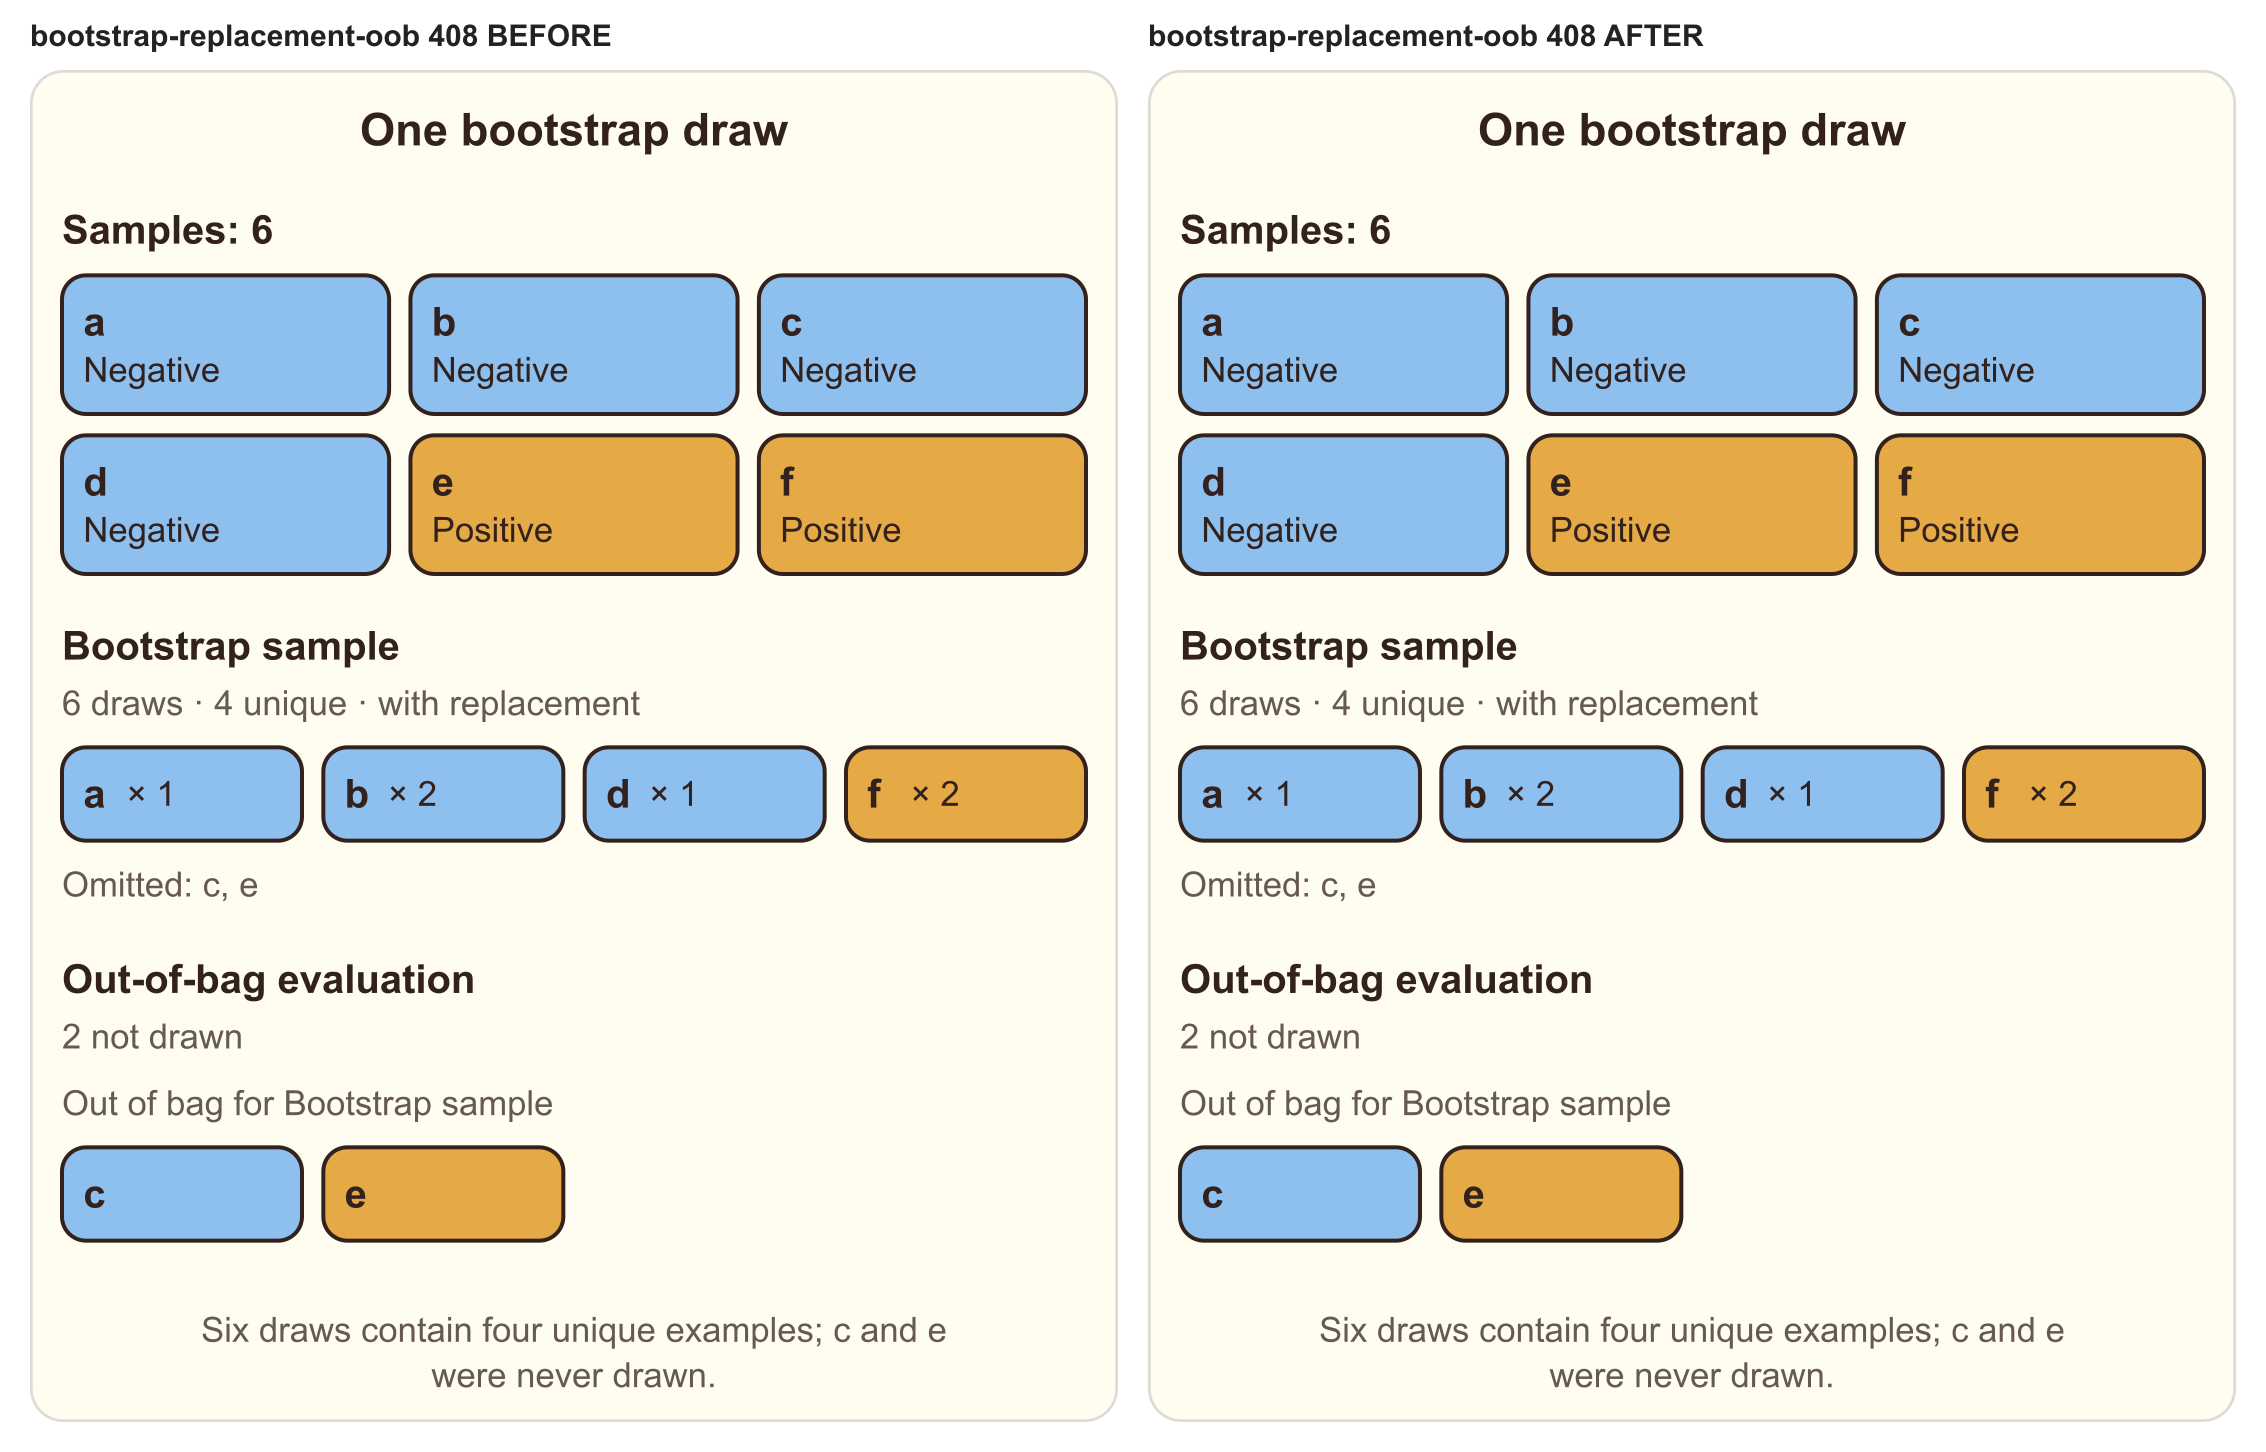 bootstrap-replacement-oob 408 BEFORE
One bootstrap draw
Samples: 6
a
Negative
b
Negative
c
Negative
d
Negative
e
Positive
f
Positive
Bootstrap sample
6 draws · 4 unique · with replacement
a × 1
b × 2
d × 1
f × 2
Omitted: c, e
Out-of-bag evaluation
2 not drawn
Out of bag for Bootstrap sample
c
e
Six draws contain four unique examples; c and e
were never drawn.
bootstrap-replacement-oob 408 AFTER
One bootstrap draw
Samples: 6
a
Negative
b
Negative
c
Negative
d
Negative
e
Positive
f
Positive
Bootstrap sample
6 draws · 4 unique · with replacement
a × 1
b × 2
d × 1
f × 2
Omitted: c, e
Out-of-bag evaluation
2 not drawn
Out of bag for Bootstrap sample
c
e
Six draws contain four unique examples; c and e
were never drawn.